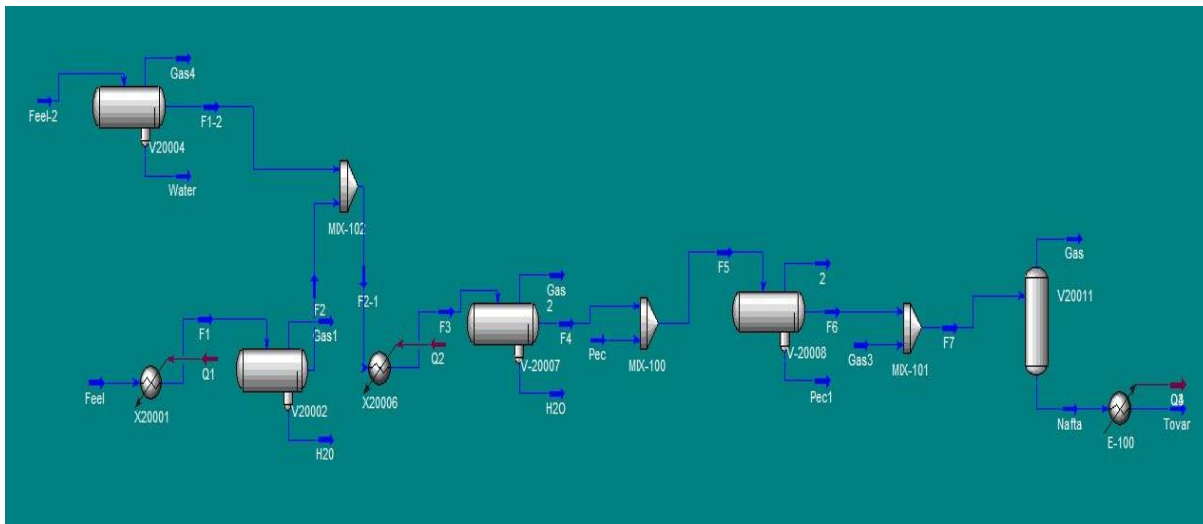 Gas4
Feel-2
F1-2
V20004
Water
MIX-102
F2
F2-1
F1
Gas1
Q1
Feel
X20001
V20002
H20
F3
Q2
X20006
Gas
2
F4
V-20007
H2O
Pec
MIX-100
F5
2
F6
V-20008
Pec1
Gas3
MIX-101
F7
Gas
V20011
Nafta
E-100
Tovar